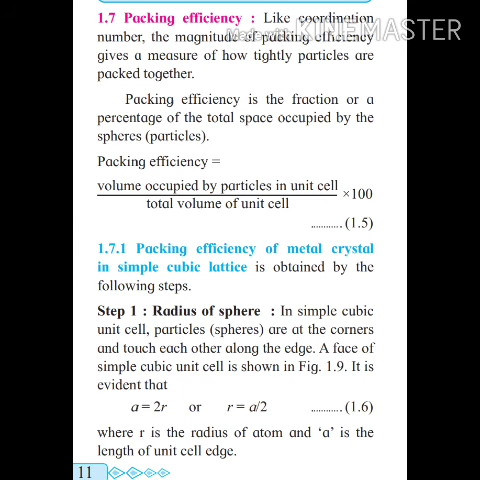 1.7 Packing efficiency : Like coordination
Made with KINEMASTER
number, the magnitude of packing efficiency
gives a measure of how tightly particles are
packed together.
Packing efficiency is the fraction or a
percentage of the total space occupied by the
spheres (particles).
Packing efficiency =
volume occupied by particles in unit cell
×100
total volume of unit cell
............(1.5)
1.7.1 Packing efficiency of metal crystal
in simple cubic lattice is obtained by the
following steps.
Step 1 : Radius of sphere : In simple cubic
unit cell, particles (spheres) are at the corners
and touch each other along the edge. A face of
simple cubic unit cell is shown in Fig. 1.9. It is
evident that
a = 2r or r = a/2 ............(1.6)
where r is the radius of atom and ‘a’ is the
length of unit cell edge.
11